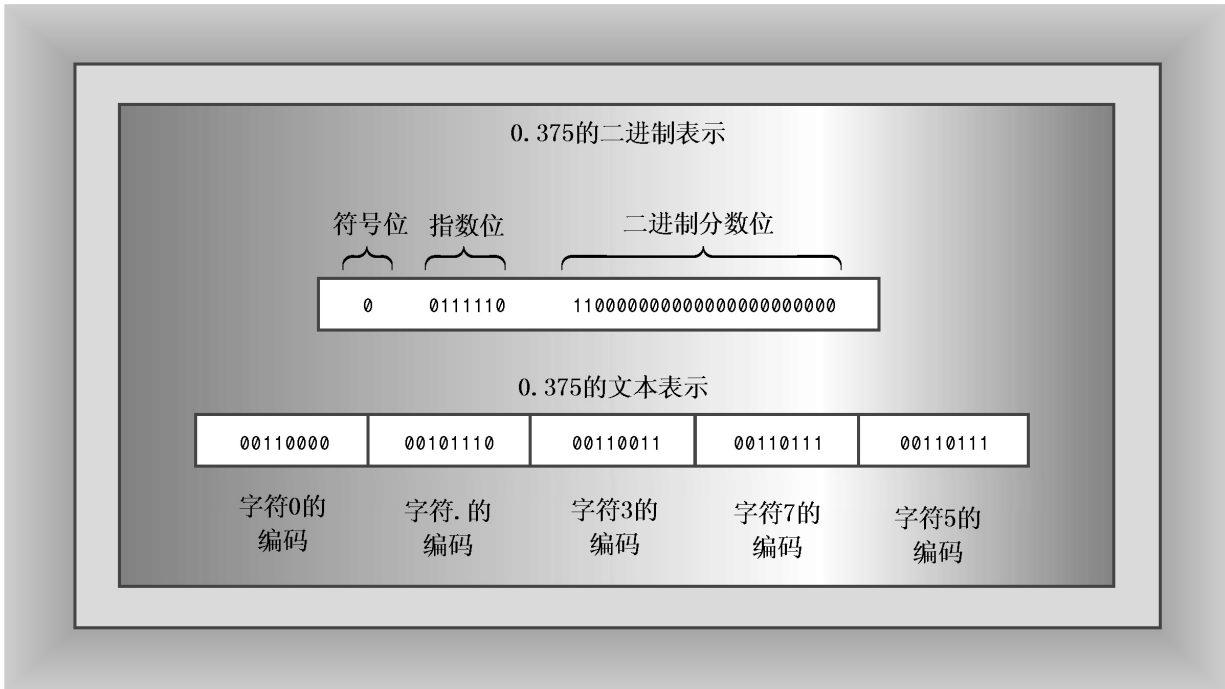 0.375的二进制表示
符号位 指数位 二进制分数位
0 0111110 110000000000000000000000
0.375的文本表示
00110000 00101110 00110011 00110111 00110111
字符0的 字符.的 字符3的 字符7的 字符5的
编码 编码 编码 编码 编码